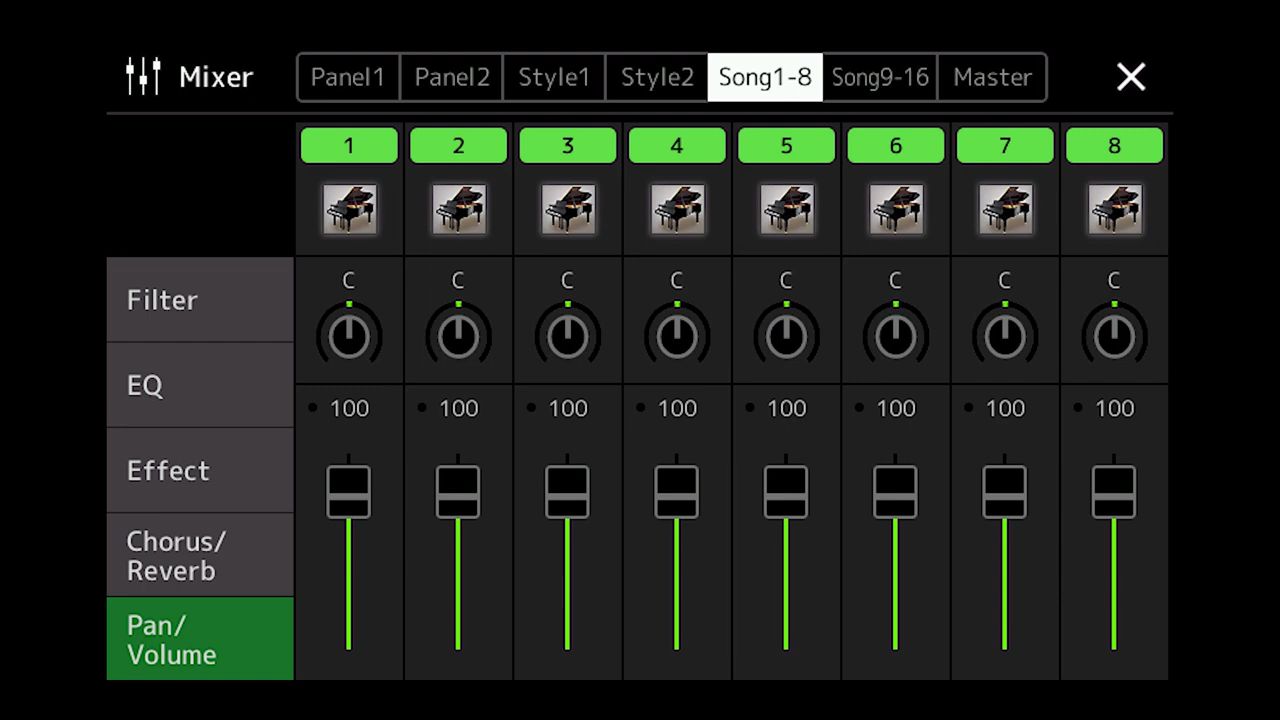 Mixer
Panel1 Panel2 Style1 Style2 Song1-8 Song9-16 Master
1 2 3 4 5 6 7 8
C C C C C C C C
100 100 100 100 100 100 100 100
Filter
EQ
Effect
Chorus/
Reverb
Pan/
Volume